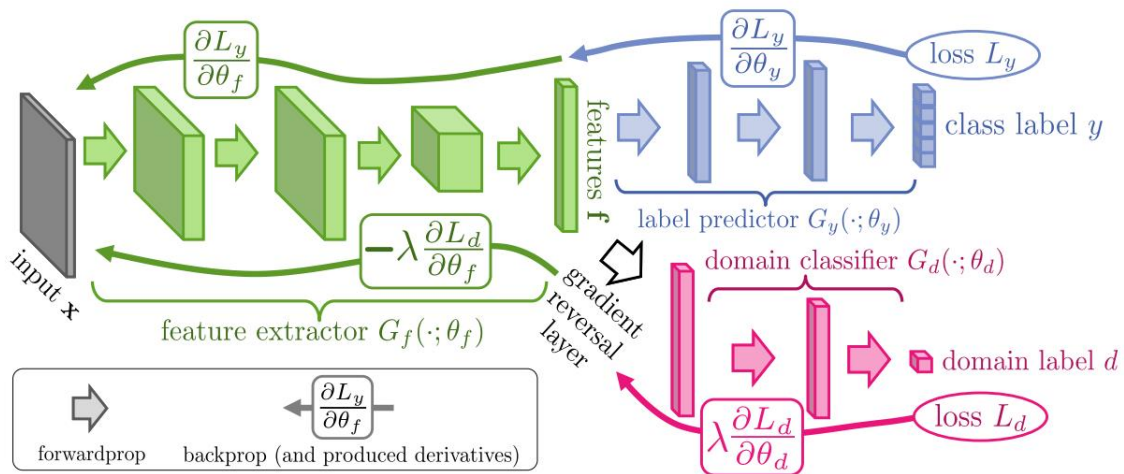 ∂L_y/∂θ_f
∂L_y/∂θ_y
loss L_y
features f
class label y
label predictor G_y(·; θ_y)
input x
−λ ∂L_d/∂θ_f
feature extractor G_f(·; θ_f)
gradient
reversal
layer
domain classifier G_d(·; θ_d)
domain label d
λ ∂L_d/∂θ_d
loss L_d
∂L_y/∂θ_f
forwardprop
backprop (and produced derivatives)